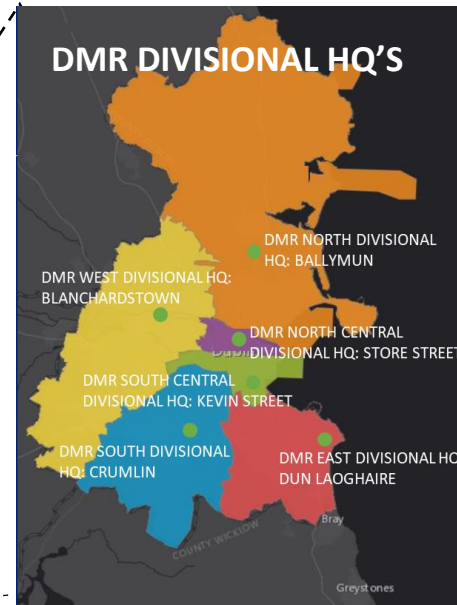 DMR DIVISIONAL HQ'S
DMR NORTH DIVISIONAL
HQ: BALLYMUN
DMR WEST DIVISIONAL HQ:
BLANCHARDSTOWN
DMR NORTH CENTRAL
DIVISIONAL HQ: STORE STREET
Dublin
DMR SOUTH CENTRAL
DIVISIONAL HQ: KEVIN STREET
DMR SOUTH DIVISIONAL
HQ: CRUMLIN
DMR EAST DIVISIONAL HQ
DUN LAOGHAIRE
Bray
COUNTY WICKLOW
Greystones